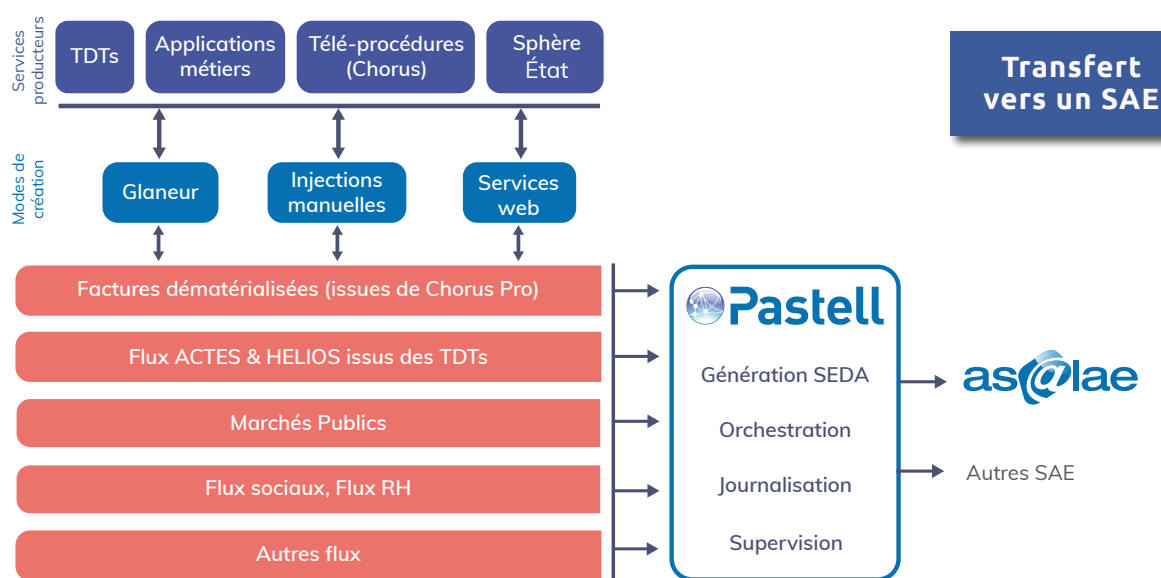 Services
producteurs
TDTs
Applications
métiers
Télé-procédures
(Chorus)
Sphère
État
Transfert
vers un SAE
Modes de
création
Glaneur
Injections
manuelles
Services
web
Factures dématérialisées (issues de Chorus Pro)
Flux ACTES & HELIOS issus des TDTs
Marchés Publics
Flux sociaux, Flux RH
Autres flux
Pastell
Génération SEDA
Orchestration
Journalisation
Supervision
as@lae
Autres SAE